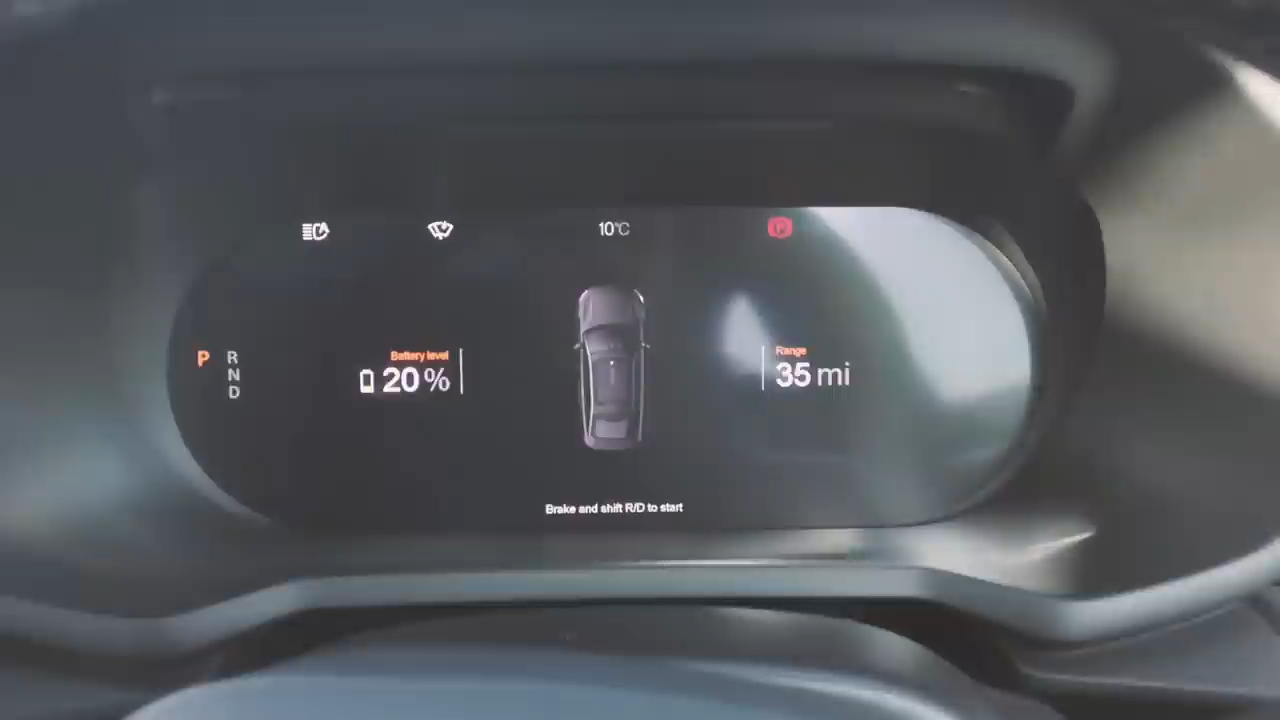 10°C
P R
N
D
Battery level
20%
Range
35 mi
Brake and shift R/D to start